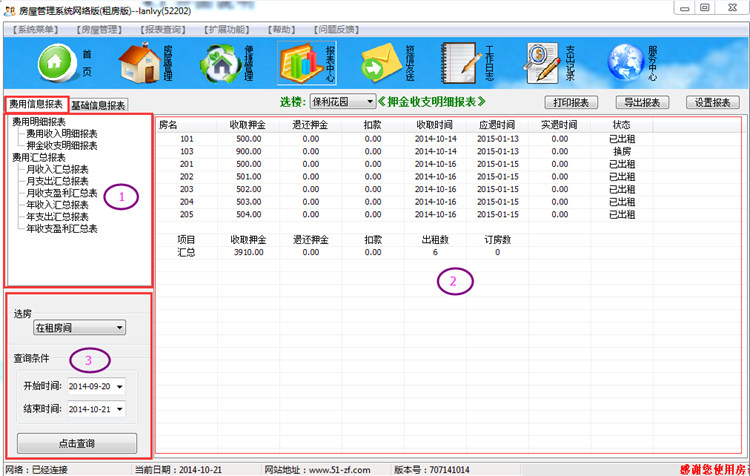 房屋管理系统网络版(租房版)--lanlvy(52202)
【系统菜单】 【房屋管理】 【报表查询】 【扩展功能】 【帮助】 【问题反馈】
首页 房屋管理 便捷管理 报表中心 短信发送 工作日志 支出记录 服务中心
费用信息报表 基础信息报表 选楼: 保利花园 《押金收支明细报表》 打印报表 导出报表 设置报表
费用明细报表
费用收入明细报表
押金收支明细报表
费用汇总报表
月收入汇总报表
月支出汇总报表
月收支盈利汇总表
年收入汇总报表
年支出汇总报表
年收支盈利汇总表
1
房名 收取押金 退还押金 扣款 收取时间 应退时间 实退时间 状态
101 500.00 0.00 0.00 2014-10-14 2015-01-13 0.00 已出租
103 900.00 0.00 0.00 2014-10-14 2015-01-13 0.00 换房
201 500.00 0.00 0.00 2014-10-16 2015-01-15 0.00 已出租
202 501.00 0.00 0.00 2014-10-16 2015-01-15 0.00 已出租
203 502.00 0.00 0.00 2014-10-16 2015-01-15 0.00 已出租
204 503.00 0.00 0.00 2014-10-16 2015-01-15 0.00 已出租
205 504.00 0.00 0.00 2014-10-16 2015-01-15 0.00 已出租
项目 收取押金 退还押金 扣款 出租数 订房数
汇总 3910.00 0.00 0.00 6 0
2
选房
在租房间
查询条件
3
开始时间: 2014-09-20
结束时间: 2014-10-21
点击查询
网络：已经连接 当前日期：2014-10-21 网站地址：www.51-zf.com 版本号：707141014 感谢您使用房